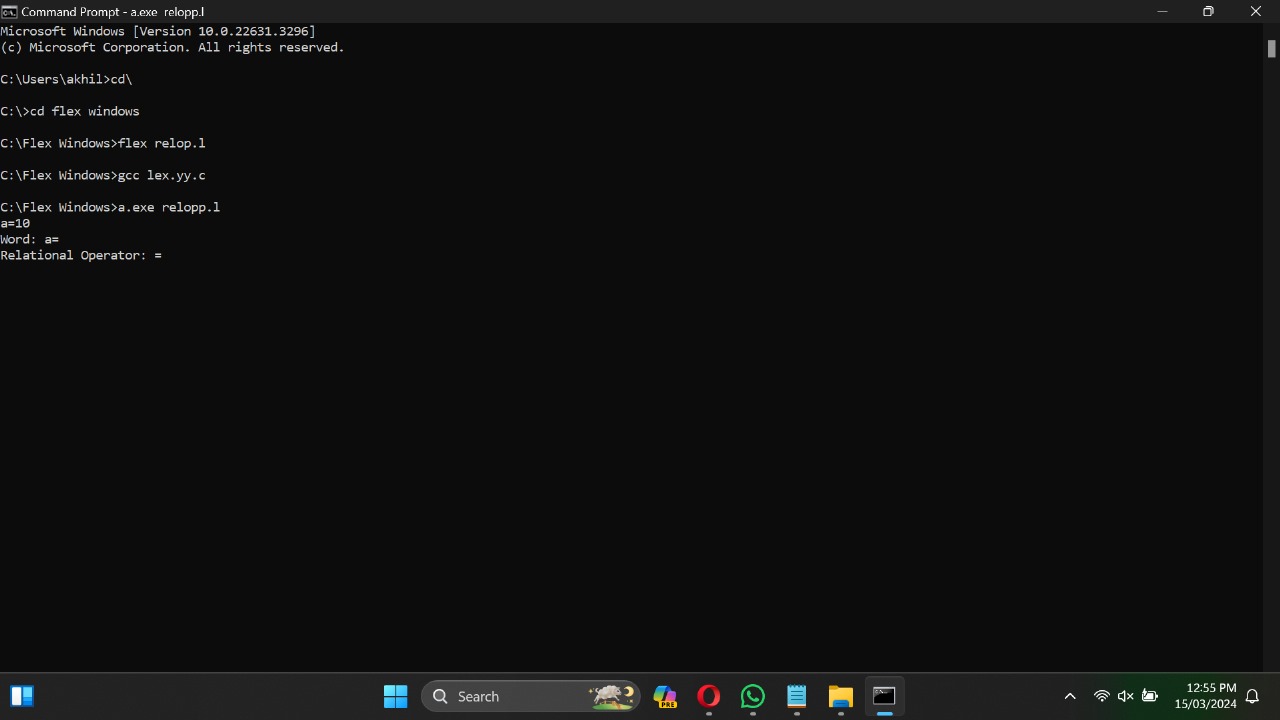 Command Prompt - a.exe relopp.l
Microsoft Windows [Version 10.0.22631.3296]
(c) Microsoft Corporation. All rights reserved.
C:\Users\akhil>cd\
C:\>cd flex windows
C:\Flex Windows>flex relop.l
C:\Flex Windows>gcc lex.yy.c
C:\Flex Windows>a.exe relopp.l
a=10
Word: a=
Relational Operator: =
Search
PRE
12:55 PM
15/03/2024